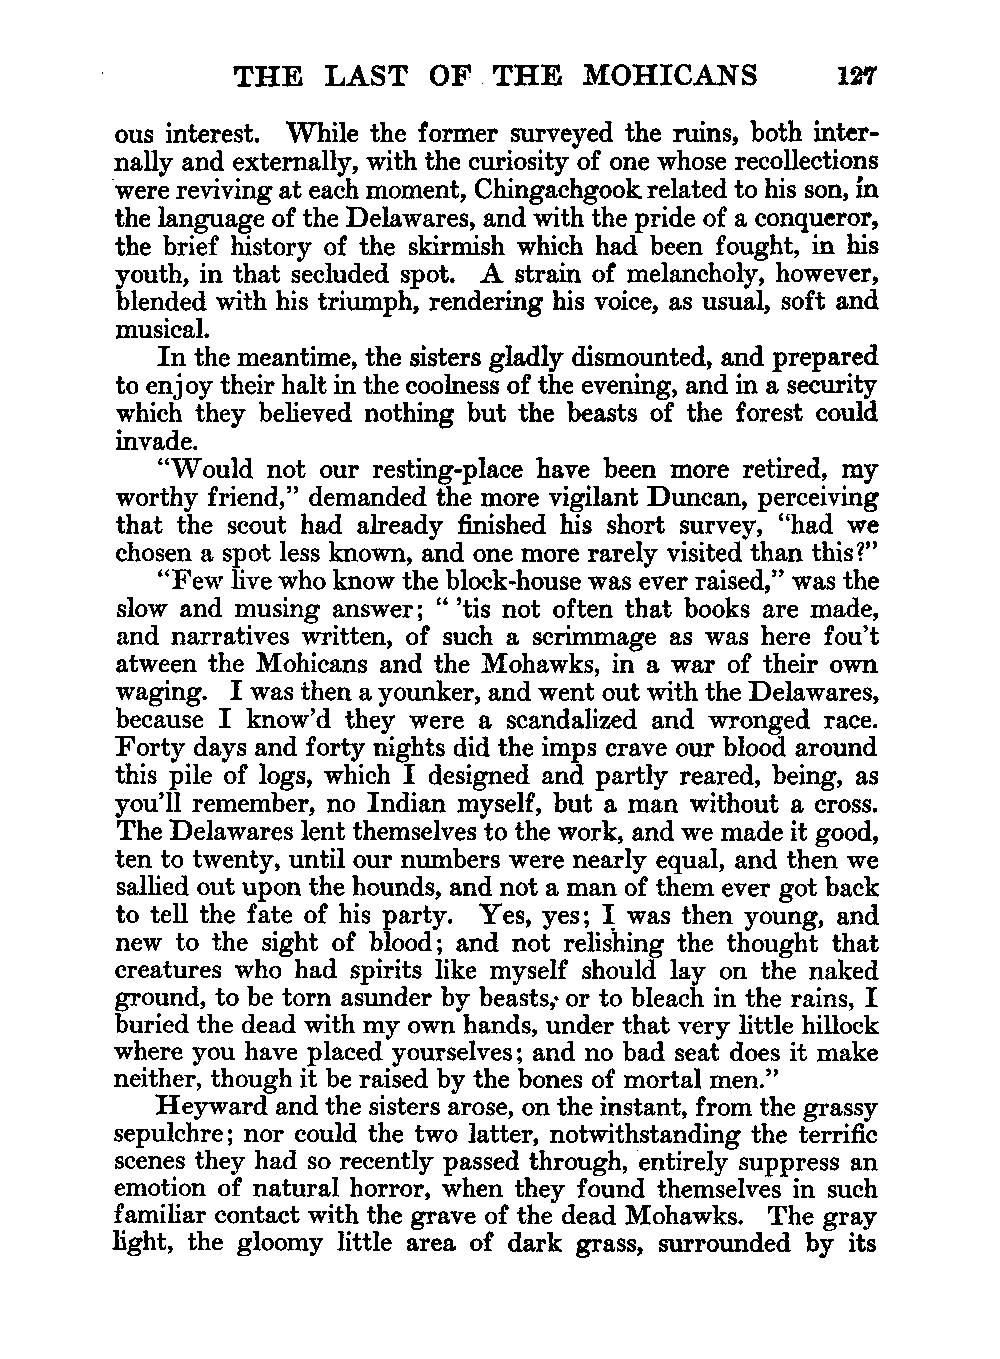 THE LAST OF THE MOHICANS 127
ous interest. While the former surveyed the ruins, both inter-
nally and externally, with the curiosity of one whose recollections
were reviving at each moment, Chingachgook related to his son, in
the language of the Delawares, and with the pride of a conqueror,
the brief history of the skirmish which had been fought, in his
youth, in that secluded spot. A strain of melancholy, however,
blended with his triumph, rendering his voice, as usual, soft and
musical.
In the meantime, the sisters gladly dismounted, and prepared
to enjoy their halt in the coolness of the evening, and in a security
which they believed nothing but the beasts of the forest could
invade.
“Would not our resting-place have been more retired, my
worthy friend,” demanded the more vigilant Duncan, perceiving
that the scout had already finished his short survey, “had we
chosen a spot less known, and one more rarely visited than this?”
“Few live who know the block-house was ever raised,” was the
slow and musing answer; “ ’tis not often that books are made,
and narratives written, of such a scrimmage as was here fou’t
atween the Mohicans and the Mohawks, in a war of their own
waging. I was then a younker, and went out with the Delawares,
because I know’d they were a scandalized and wronged race.
Forty days and forty nights did the imps crave our blood around
this pile of logs, which I designed and partly reared, being, as
you’ll remember, no Indian myself, but a man without a cross.
The Delawares lent themselves to the work, and we made it good,
ten to twenty, until our numbers were nearly equal, and then we
sallied out upon the hounds, and not a man of them ever got back
to tell the fate of his party. Yes, yes; I was then young, and
new to the sight of blood; and not relishing the thought that
creatures who had spirits like myself should lay on the naked
ground, to be torn asunder by beasts, or to bleach in the rains, I
buried the dead with my own hands, under that very little hillock
where you have placed yourselves; and no bad seat does it make
neither, though it be raised by the bones of mortal men.”
Heyward and the sisters arose, on the instant, from the grassy
sepulchre; nor could the two latter, notwithstanding the terrific
scenes they had so recently passed through, entirely suppress an
emotion of natural horror, when they found themselves in such
familiar contact with the grave of the dead Mohawks. The gray
light, the gloomy little area of dark grass, surrounded by its